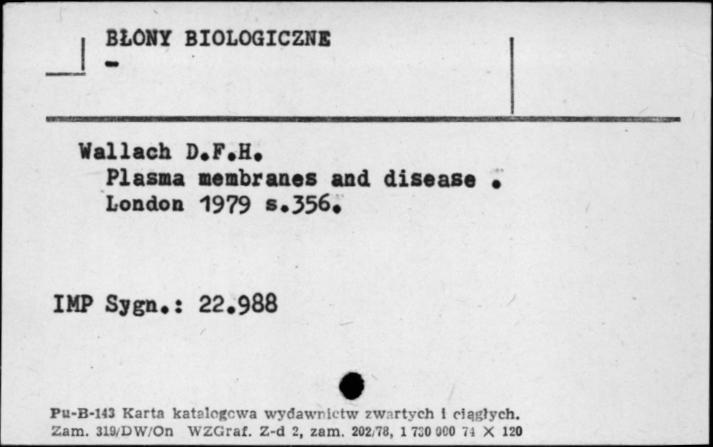 BŁONY BIOLOGICZNE
-
Wallach D.F.H.
Plasma membranes and disease .
London 1979 s.356.
IMP Sygn.: 22.988
Pu-B-143 Karta katalogowa wydawnictw zwartych i ciągłych.
Zam. 319/DW/On WZGraf. Z-d 2, zam. 202/78, 1 730 000 74 X 120